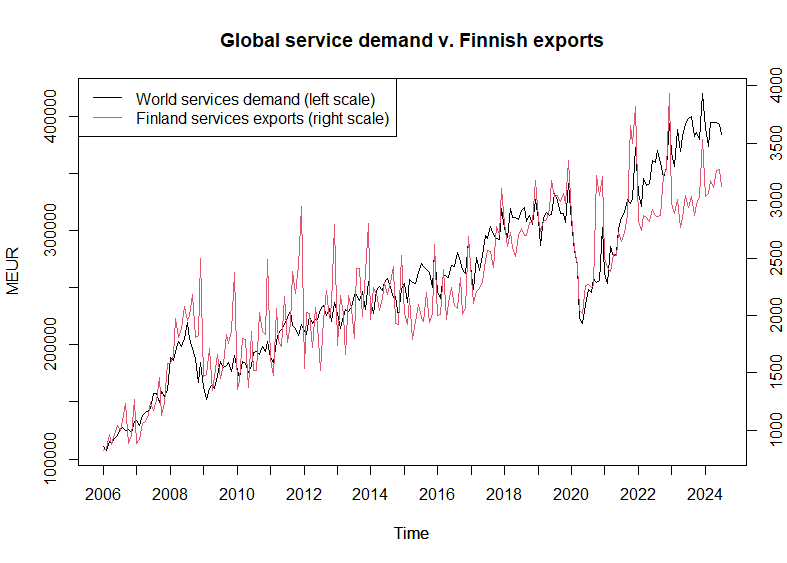 Global service demand v. Finnish exports
World services demand (left scale)
Finland services exports (right scale)
MEUR
100000
200000
300000
400000
1000
1500
2000
2500
3000
3500
4000
2006 2008 2010 2012 2014 2016 2018 2020 2022 2024
Time